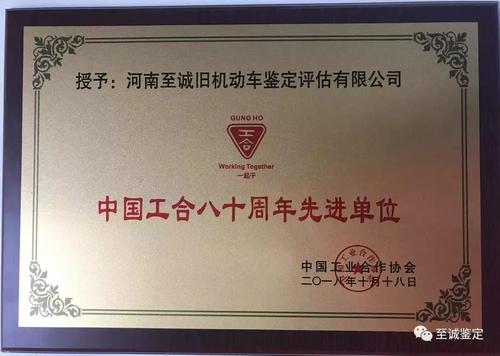 授予：河南至诚旧机动车鉴定评估有限公司
GUNG HO
工合
Working Together
一起干
中国工合八十周年先进单位
中国工业合作协会
二〇一八年十月十八日
至诚鉴定